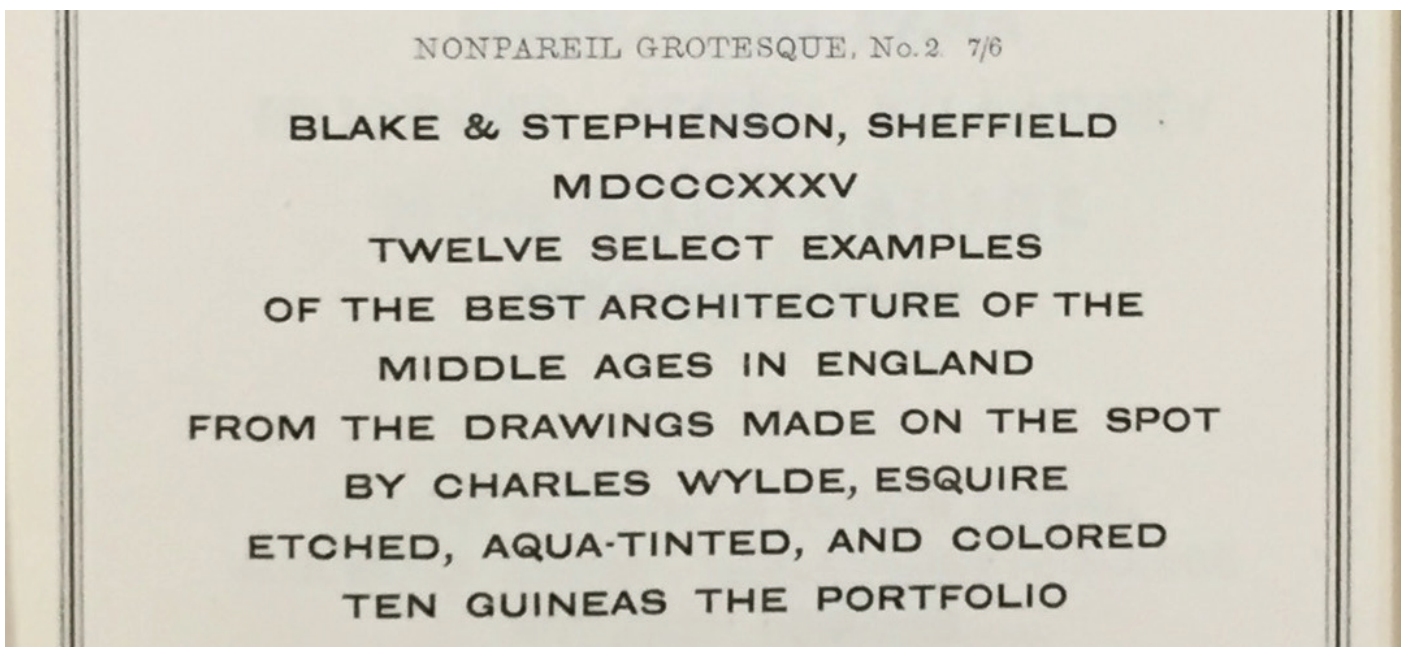 NONPAREIL GROTESQUE, No. 2 7/6
BLAKE & STEPHENSON, SHEFFIELD
MDCCCXXXV
TWELVE SELECT EXAMPLES
OF THE BEST ARCHITECTURE OF THE
MIDDLE AGES IN ENGLAND
FROM THE DRAWINGS MADE ON THE SPOT
BY CHARLES WYLDE, ESQUIRE
ETCHED, AQUA-TINTED, AND COLORED
TEN GUINEAS THE PORTFOLIO